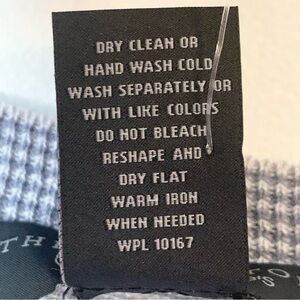 DRY CLEAN OR
HAND WASH COLD
WASH SEPARATELY OR
WITH LIKE COLORS
DO NOT BLEACH
RESHAPE AND
DRY FLAT
WARM IRON
WHEN NEEDED
WPL 10167
TH